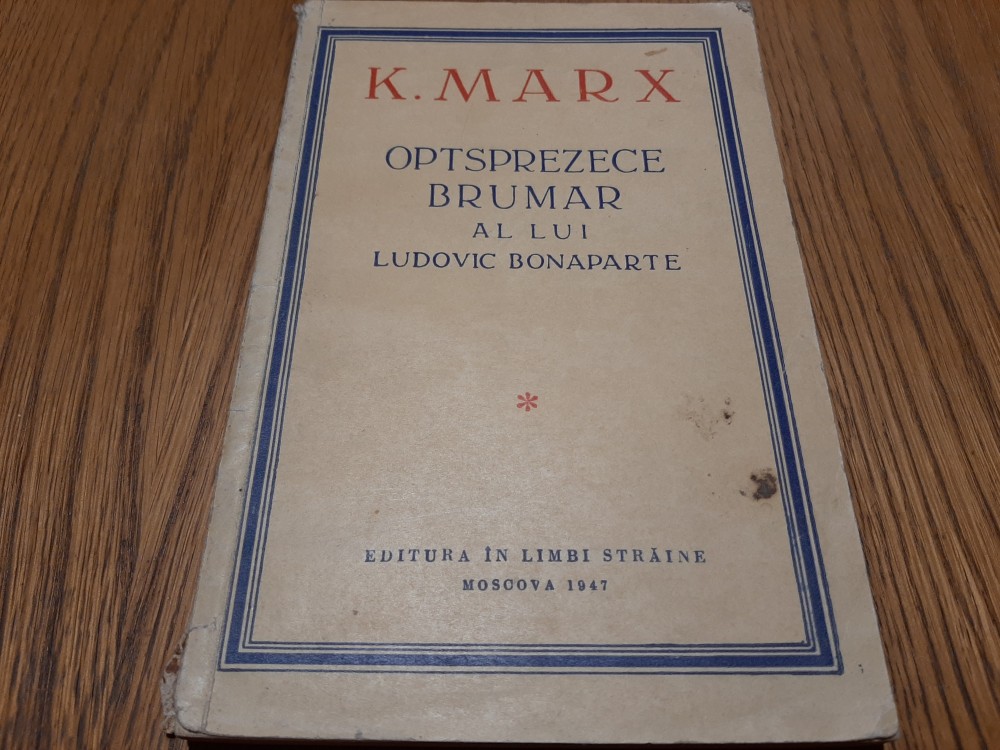 K. MARX
OPTSPREZECE
BRUMAR
AL LUI
LUDOVIC BONAPARTE
*
EDITURA ÎN LIMBI STRĂINE
MOSCOVA 1947